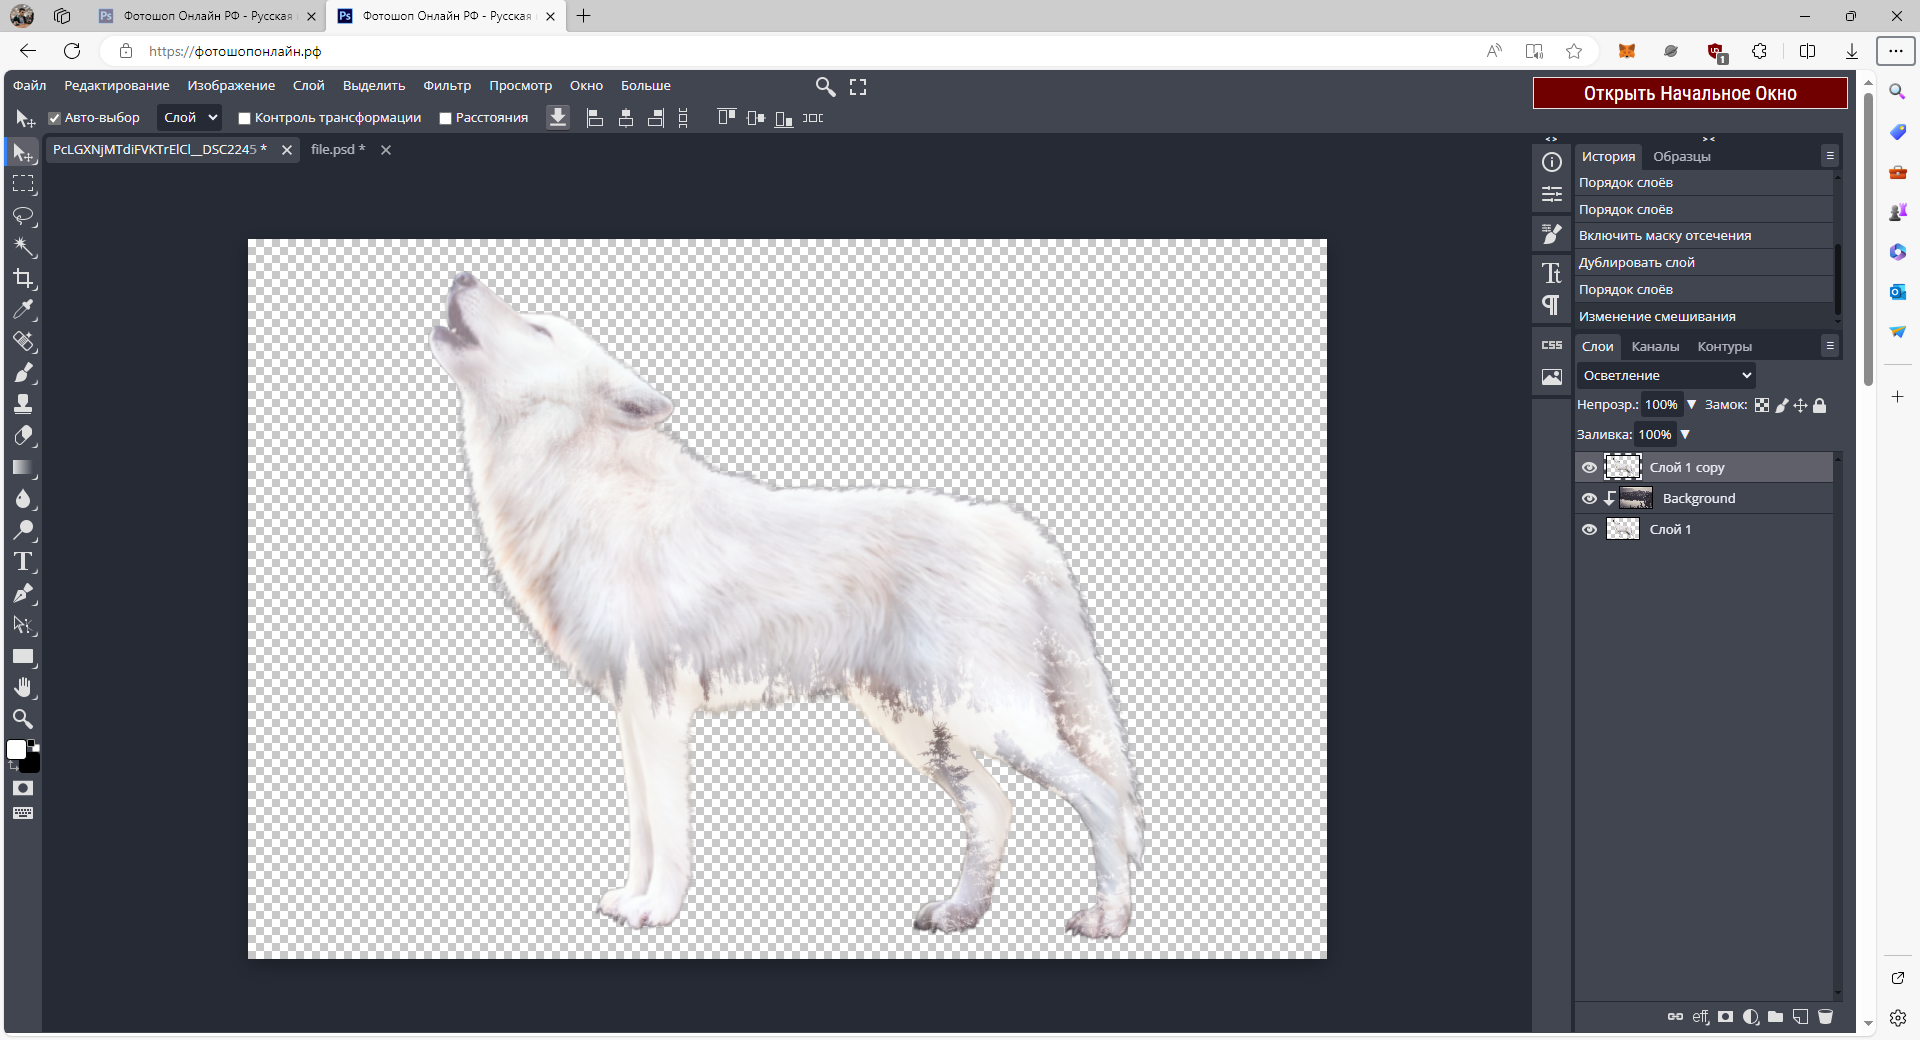 Фотошоп Онлайн РФ - Русская
Фотошоп Онлайн РФ - Русская
https://фотошопонлайн.рф
1
Файл Редактирование Изображение Слой Выделить Фильтр Просмотр Окно Больше
Открыть Начальное Окно
Авто-выбор Слой Контроль трансформации Расстояния
PcLGXNjMTdiFVKTrElCl__DSC2245 *
file.psd *
История Образцы
Порядок слоёв
Порядок слоёв
Включить маску отсечения
Дублировать слой
Порядок слоёв
Изменение смешивания
CSS
Слои Каналы Контуры
Осветление
Непрозр.: 100% Замок:
Заливка: 100%
Слой 1 copy
Background
Слой 1
eff